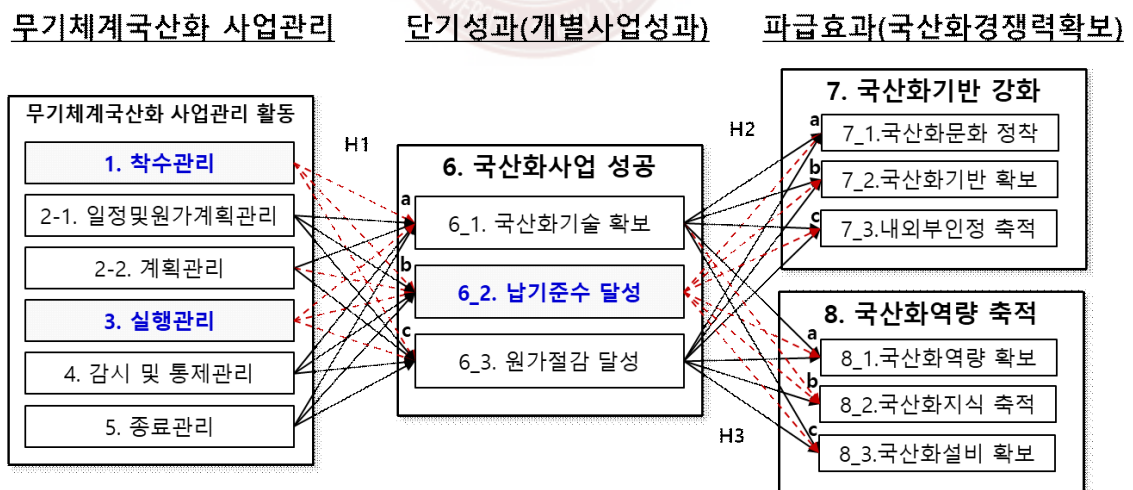 무기체계국산화 사업관리
단기성과(개별사업성과)
파급효과(국산화경쟁력확보)
무기체계국산화 사업관리 활동
1. 착수관리
2-1. 일정및원가계획관리
2-2. 계획관리
3. 실행관리
4. 감시 및 통제관리
5. 종료관리
H1
6. 국산화사업 성공
a
6_1. 국산화기술 확보
b
6_2. 납기준수 달성
c
6_3. 원가절감 달성
H2
7. 국산화기반 강화
a
7_1.국산화문화 정착
b
7_2.국산화기반 확보
c
7_3.내외부인정 축적
H3
8. 국산화역량 축적
a
8_1.국산화역량 확보
b
8_2.국산화지식 축적
c
8_3.국산화설비 확보